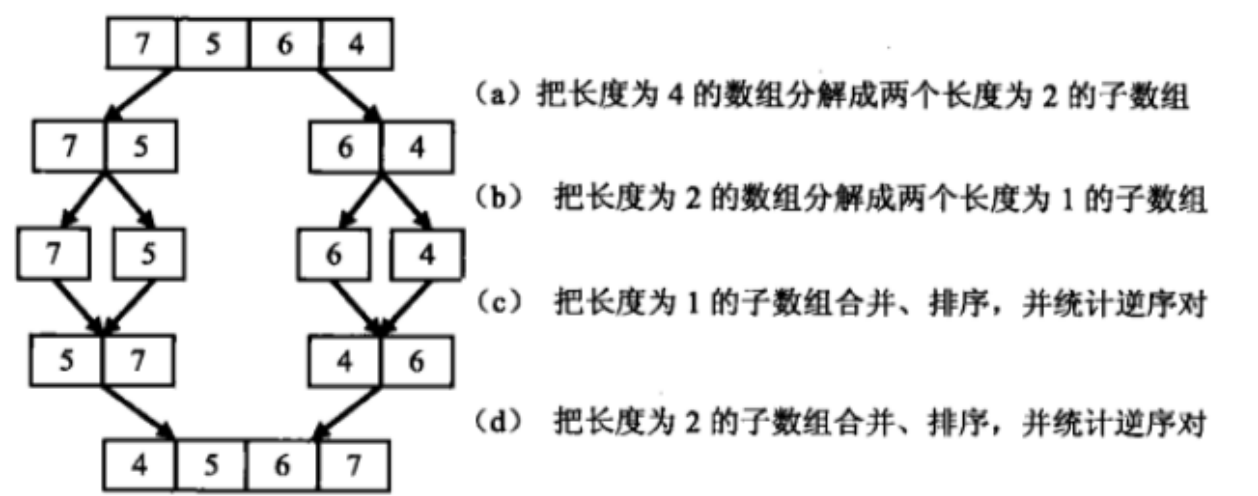 7 5 6 4
(a) 把长度为 4 的数组分解成两个长度为 2 的子数组
7 5 6 4
(b) 把长度为 2 的数组分解成两个长度为 1 的子数组
7 5 6 4
(c) 把长度为 1 的子数组合并、排序，并统计逆序对
5 7 4 6
(d) 把长度为 2 的子数组合并、排序，并统计逆序对
4 5 6 7